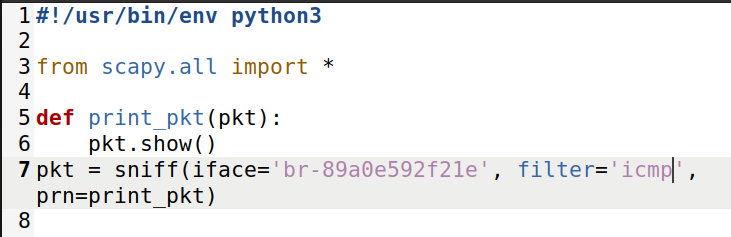 1 #!/usr/bin/env python3
2
3 from scapy.all import *
4
5 def print_pkt(pkt):
6     pkt.show()
7 pkt = sniff(iface='br-89a0e592f21e', filter='icmp',
prn=print_pkt)
8